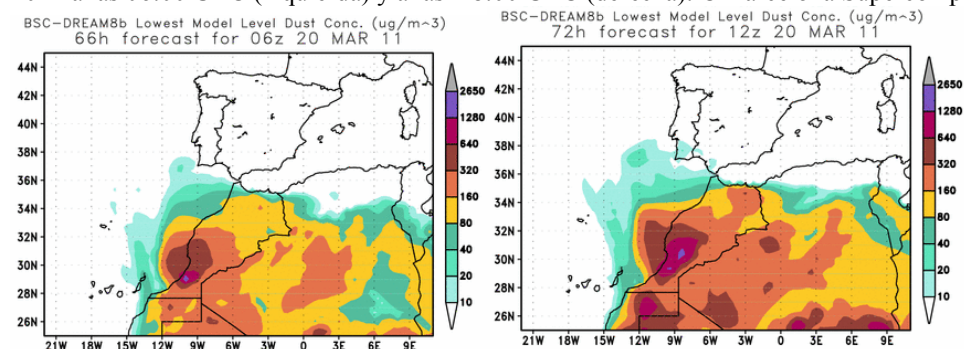 BSC-DREAM8b Lowest Model Level Dust Conc. (ug/m^3)
66h forecast for 06z 20 MAR 11
44N
42N
40N
38N
36N
34N
32N
30N
28N
26N
21W 18W 15W 12W 9W 6W 3W 0 3E 6E 9E
2650
1280
640
320
160
80
40
20
10
BSC-DREAM8b Lowest Model Level Dust Conc. (ug/m^3)
72h forecast for 12z 20 MAR 11
44N
42N
40N
38N
36N
34N
32N
30N
28N
26N
21W 18W 15W 12W 9W 6W 3W 0 3E 6E 9E
2650
1280
640
320
160
80
40
20
10